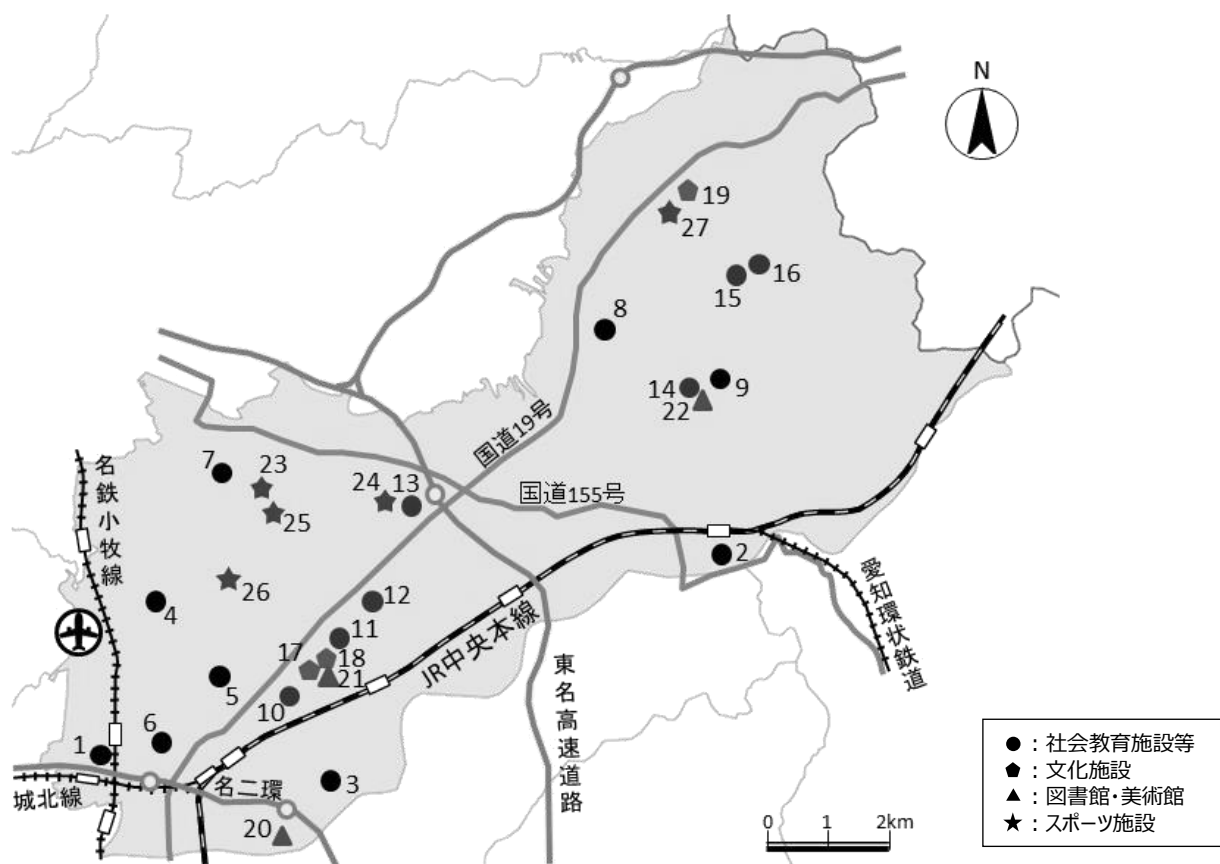 N
19
27
16
15
8
9
14
22
国道19号
名鉄小牧線
7
23
24
13
25
国道155号
2
26
4
12
愛知環状鉄道
11
17
18
JR中央本線
21
5
10
東名高速道路
6
1
3
名二環
城北線
20
0 1 2km
● : 社会教育施設等
⬟ : 文化施設
▲ : 図書館・美術館
★ : スポーツ施設